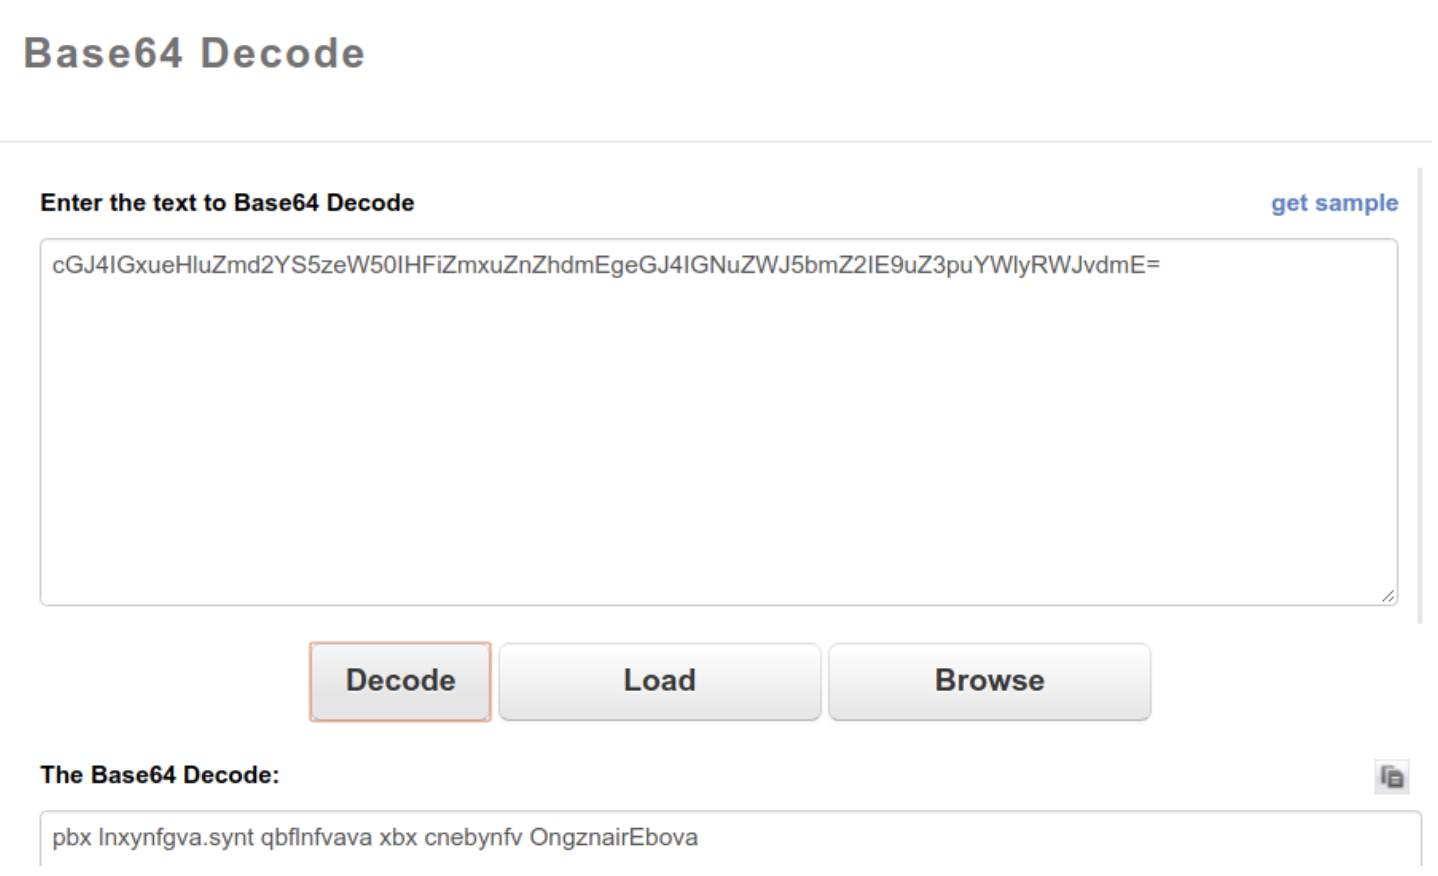 Base64 Decode
Enter the text to Base64 Decode
get sample
cGJ4IGxueHluZmd2YS5zeW50IHFiZmxuZnZhdmEgeGJ4IGNuZWJ5bmZ2IE9uZ3puYWlyRWJvdmE=
Decode
Load
Browse
The Base64 Decode:
pbx lnxynfgva.synt qbflnfvava xbx cnebynfv OngznairEbova